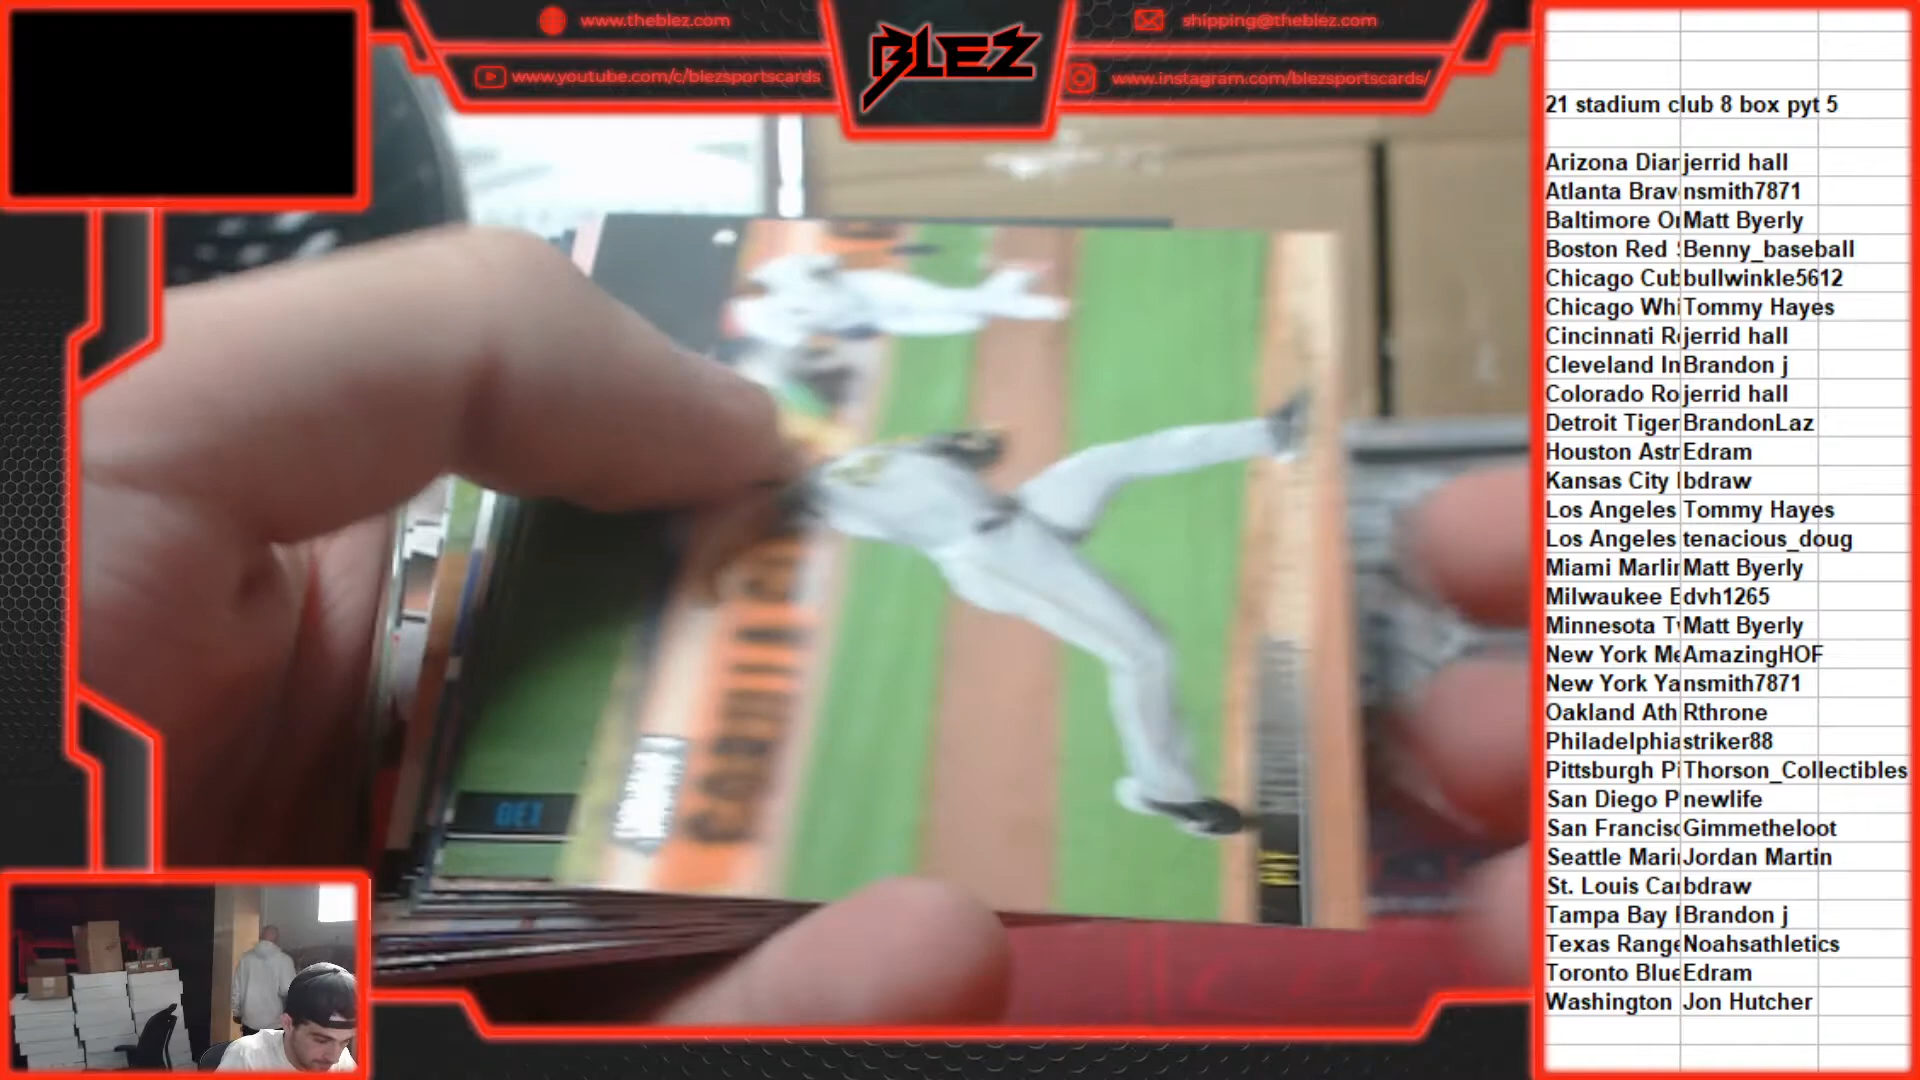 www.theblez.com
www.youtube.com/c/blezsportscards
BLEZ
shipping@theblez.com
www.instagram.com/blezsportscards/
21 stadium club 8 box pyt 5
Arizona Diar jerrid hall
Atlanta Brav nsmith7871
Baltimore Or Matt Byerly
Boston Red Benny_baseball
Chicago Cub bullwinkle5612
Chicago Whi Tommy Hayes
Cincinnati R jerrid hall
Cleveland In Brandon j
Colorado Ro jerrid hall
Detroit Tiger BrandonLaz
Houston Astr Edram
Kansas City bdraw
Los Angeles Tommy Hayes
Los Angeles tenacious_doug
Miami Marlin Matt Byerly
Milwaukee dvh1265
Minnesota Tw Matt Byerly
New York Me AmazingHOF
New York Ya nsmith7871
Oakland Ath Rthrone
Philadelphia striker88
Pittsburgh Pi Thorson_Collectibles
San Diego P newlife
San Francisc Gimmetheloot
Seattle Mari Jordan Martin
St. Louis Car bdraw
Tampa Bay Brandon j
Texas Range Noahsathletics
Toronto Blue Edram
Washington Jon Hutcher